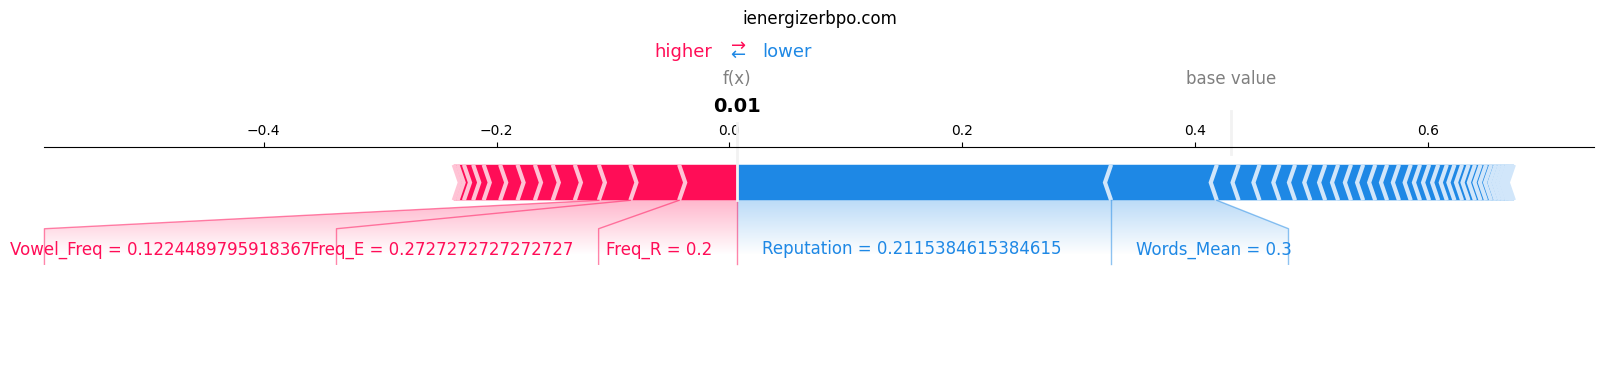 ienergizerbpo.com
higher → ← lower
f(x) base value
0.01
−0.4 −0.2 0.0 0.2 0.4 0.6
Vowel_Freq = 0.1224489795918367 Freq_E = 0.2727272727272727 Freq_R = 0.2 Reputation = 0.2115384615384615 Words_Mean = 0.3